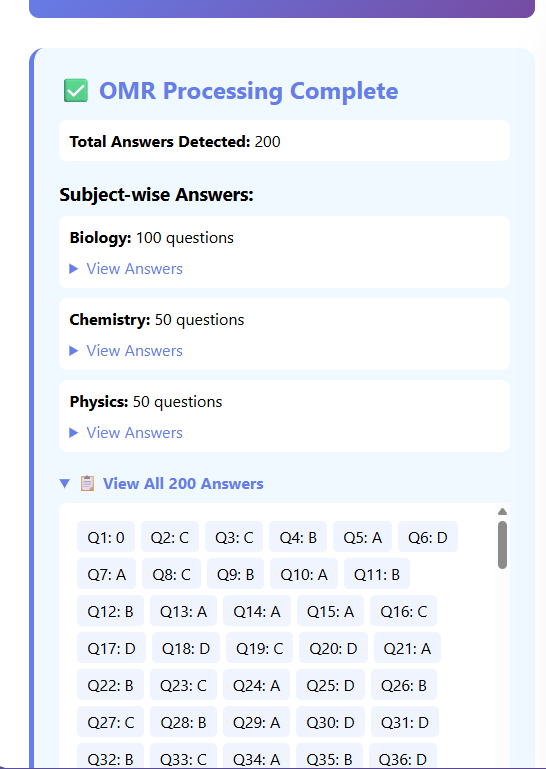 ✅ OMR Processing Complete
Total Answers Detected: 200
Subject-wise Answers:
Biology: 100 questions
▶ View Answers
Chemistry: 50 questions
▶ View Answers
Physics: 50 questions
▶ View Answers
▼ 📋 View All 200 Answers
Q1: 0 Q2: C Q3: C Q4: B Q5: A Q6: D
Q7: A Q8: C Q9: B Q10: A Q11: B
Q12: B Q13: A Q14: A Q15: A Q16: C
Q17: D Q18: D Q19: C Q20: D Q21: A
Q22: B Q23: C Q24: A Q25: D Q26: B
Q27: C Q28: B Q29: A Q30: D Q31: D
Q32: B Q33: C Q34: A Q35: B Q36: D